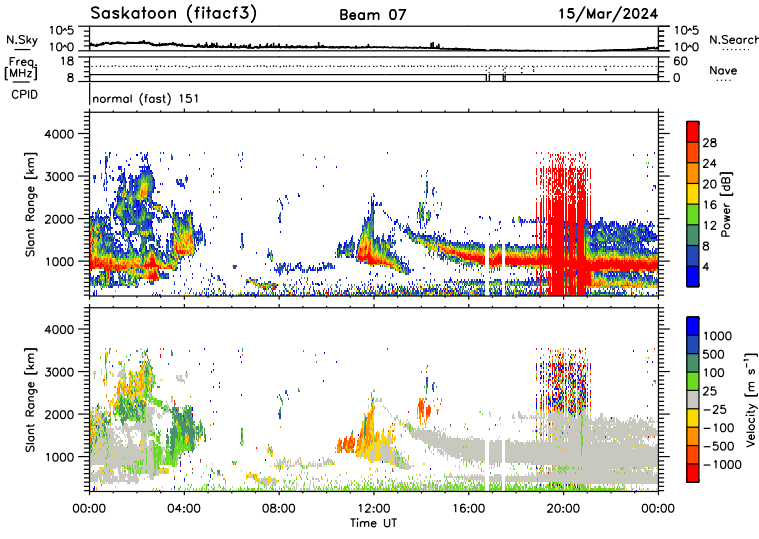 Saskatoon (fitacf3) Beam 07 15/Mar/2024
N.Sky 10^5 10^0 10^5 10^0 N.Search
Freq. [MHz] 18 8 60 0 Nave
CPID normal (fast) 151
Slant Range [km] 4000 3000 2000 1000
Power [dB] 28 24 20 16 12 8 4
Slant Range [km] 4000 3000 2000 1000
Velocity [m s^-1] 1000 500 100 25 -25 -100 -500 -1000
00:00 04:00 08:00 12:00 16:00 20:00 00:00
Time UT